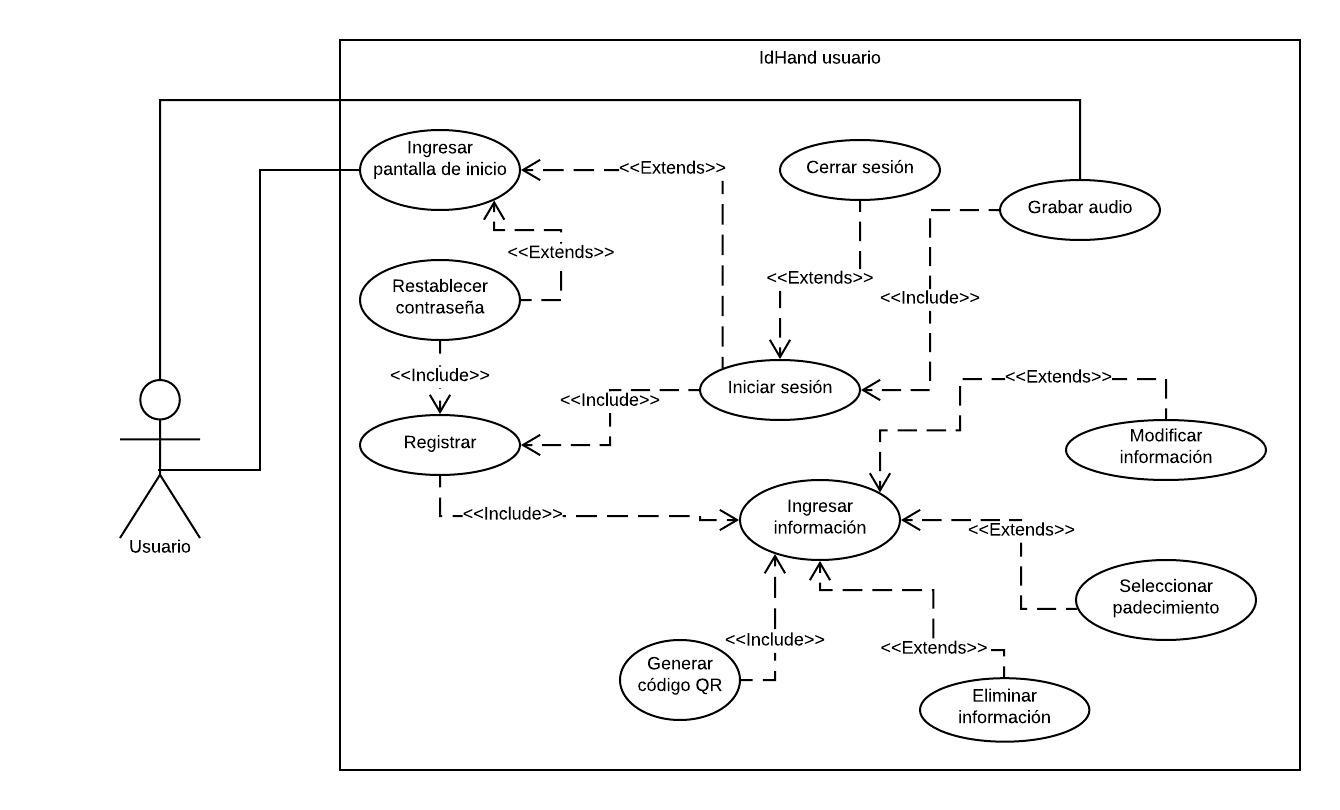 IdHand usuario
Ingresar
pantalla de inicio
<<Extends>>
Cerrar sesión
Grabar audio
<<Extends>>
Restablecer
contraseña
<<Extends>>
<<Include>>
<<Include>>
Iniciar sesión
<<Extends>>
<<Include>>
Registrar
Modificar
información
<<Include>>
Ingresar
información
<<Extends>>
Usuario
Seleccionar
padecimiento
<<Include>>
<<Extends>>
Generar
código QR
Eliminar
información